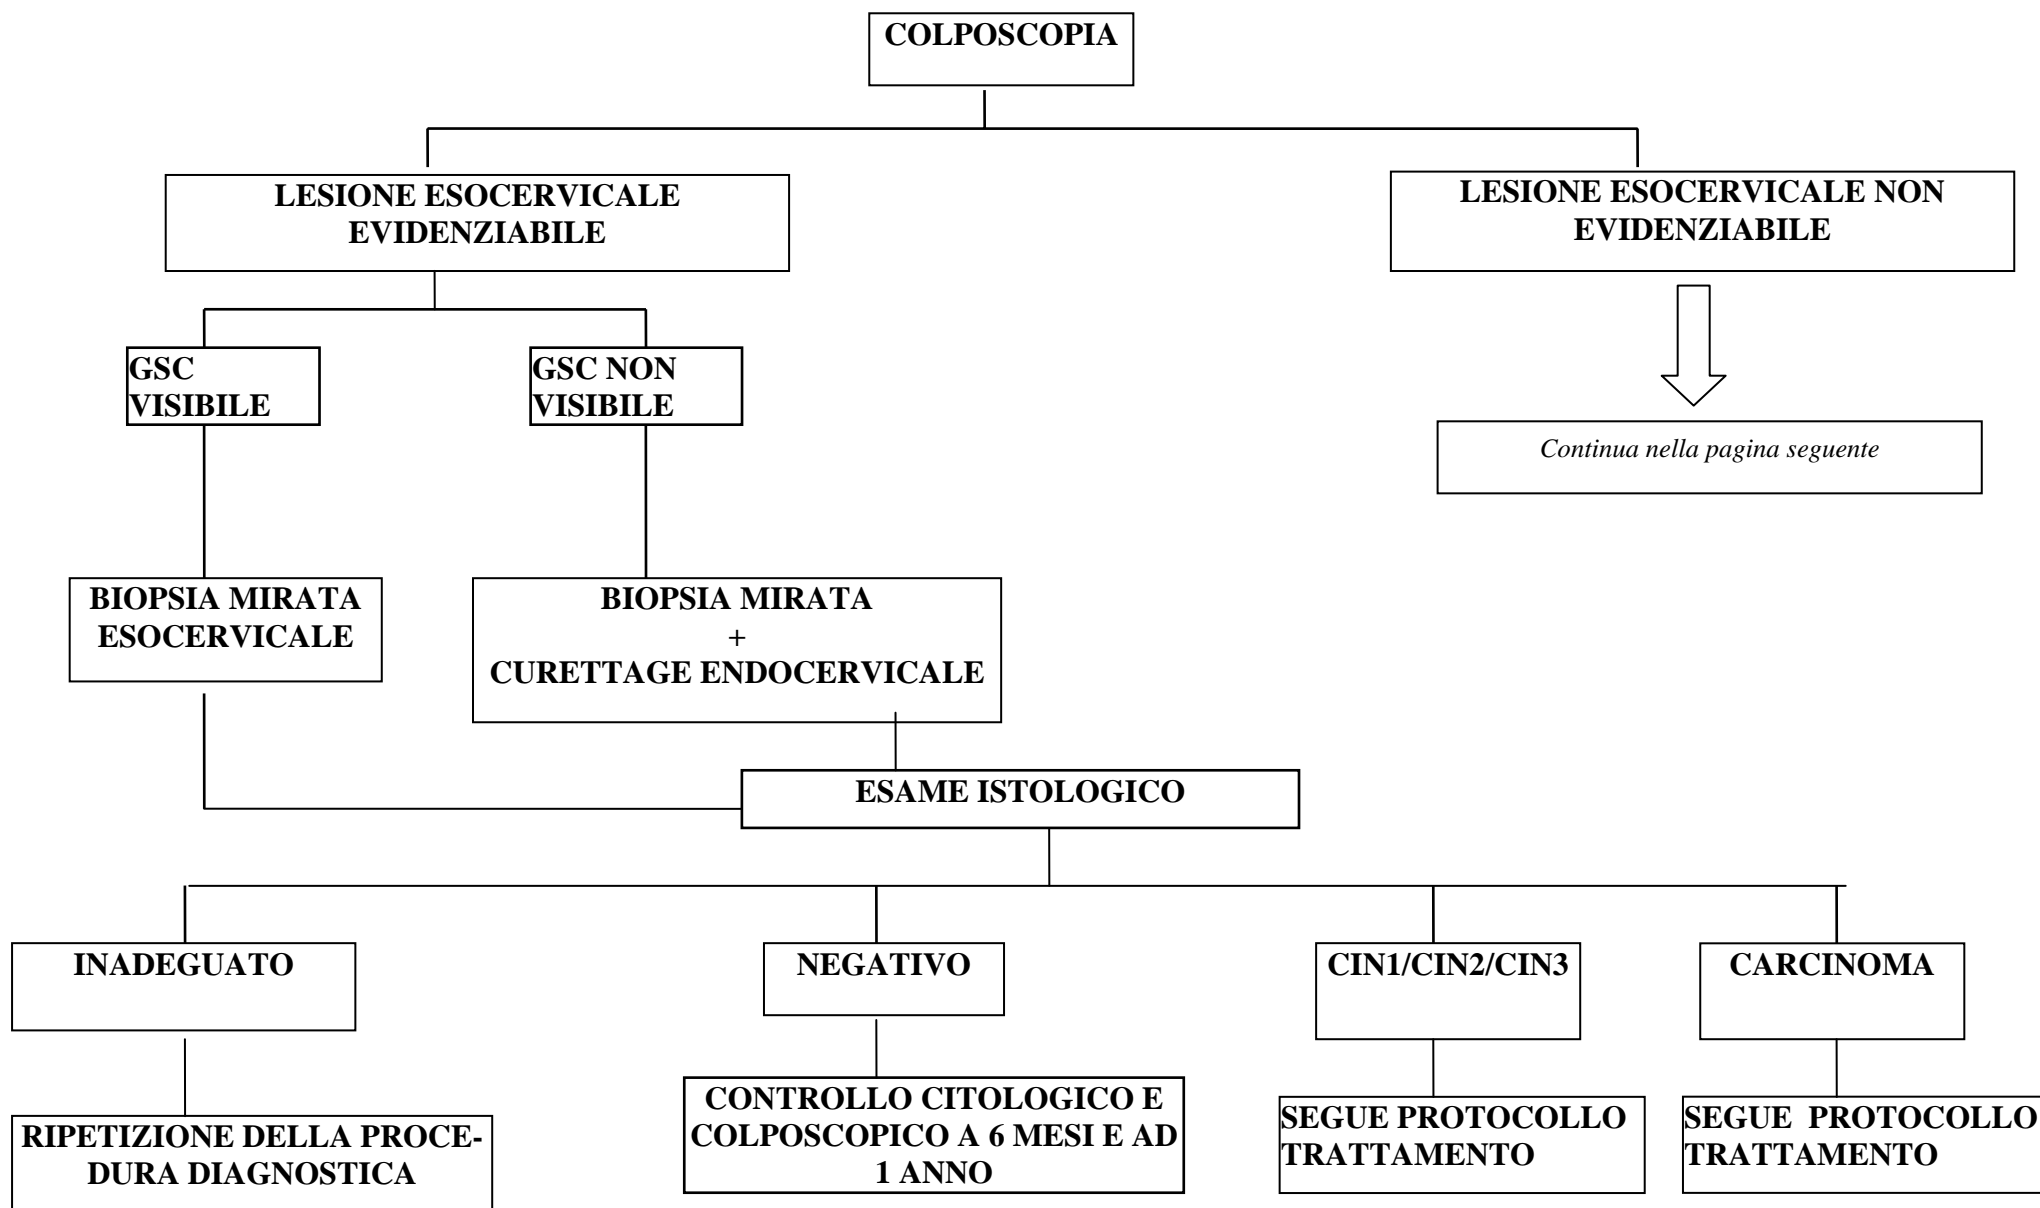 COLPOSCOPIA
LESIONE ESOCERVICALE
EVIDENZIABILE
LESIONE ESOCERVICALE NON
EVIDENZIABILE
GSC
VISIBILE
GSC NON
VISIBILE
Continua nella pagina seguente
BIOPSIA MIRATA
ESOCERVICALE
BIOPSIA MIRATA
+
CURETTAGE ENDOCERVICALE
ESAME ISTOLOGICO
INADEGUATO
NEGATIVO
CIN1/CIN2/CIN3
CARCINOMA
RIPETIZIONE DELLA PROCE-
DURA DIAGNOSTICA
CONTROLLO CITOLOGICO E
COLPOSCOPICO A 6 MESI E AD
1 ANNO
SEGUE PROTOCOLLO
TRATTAMENTO
SEGUE PROTOCOLLO
TRATTAMENTO